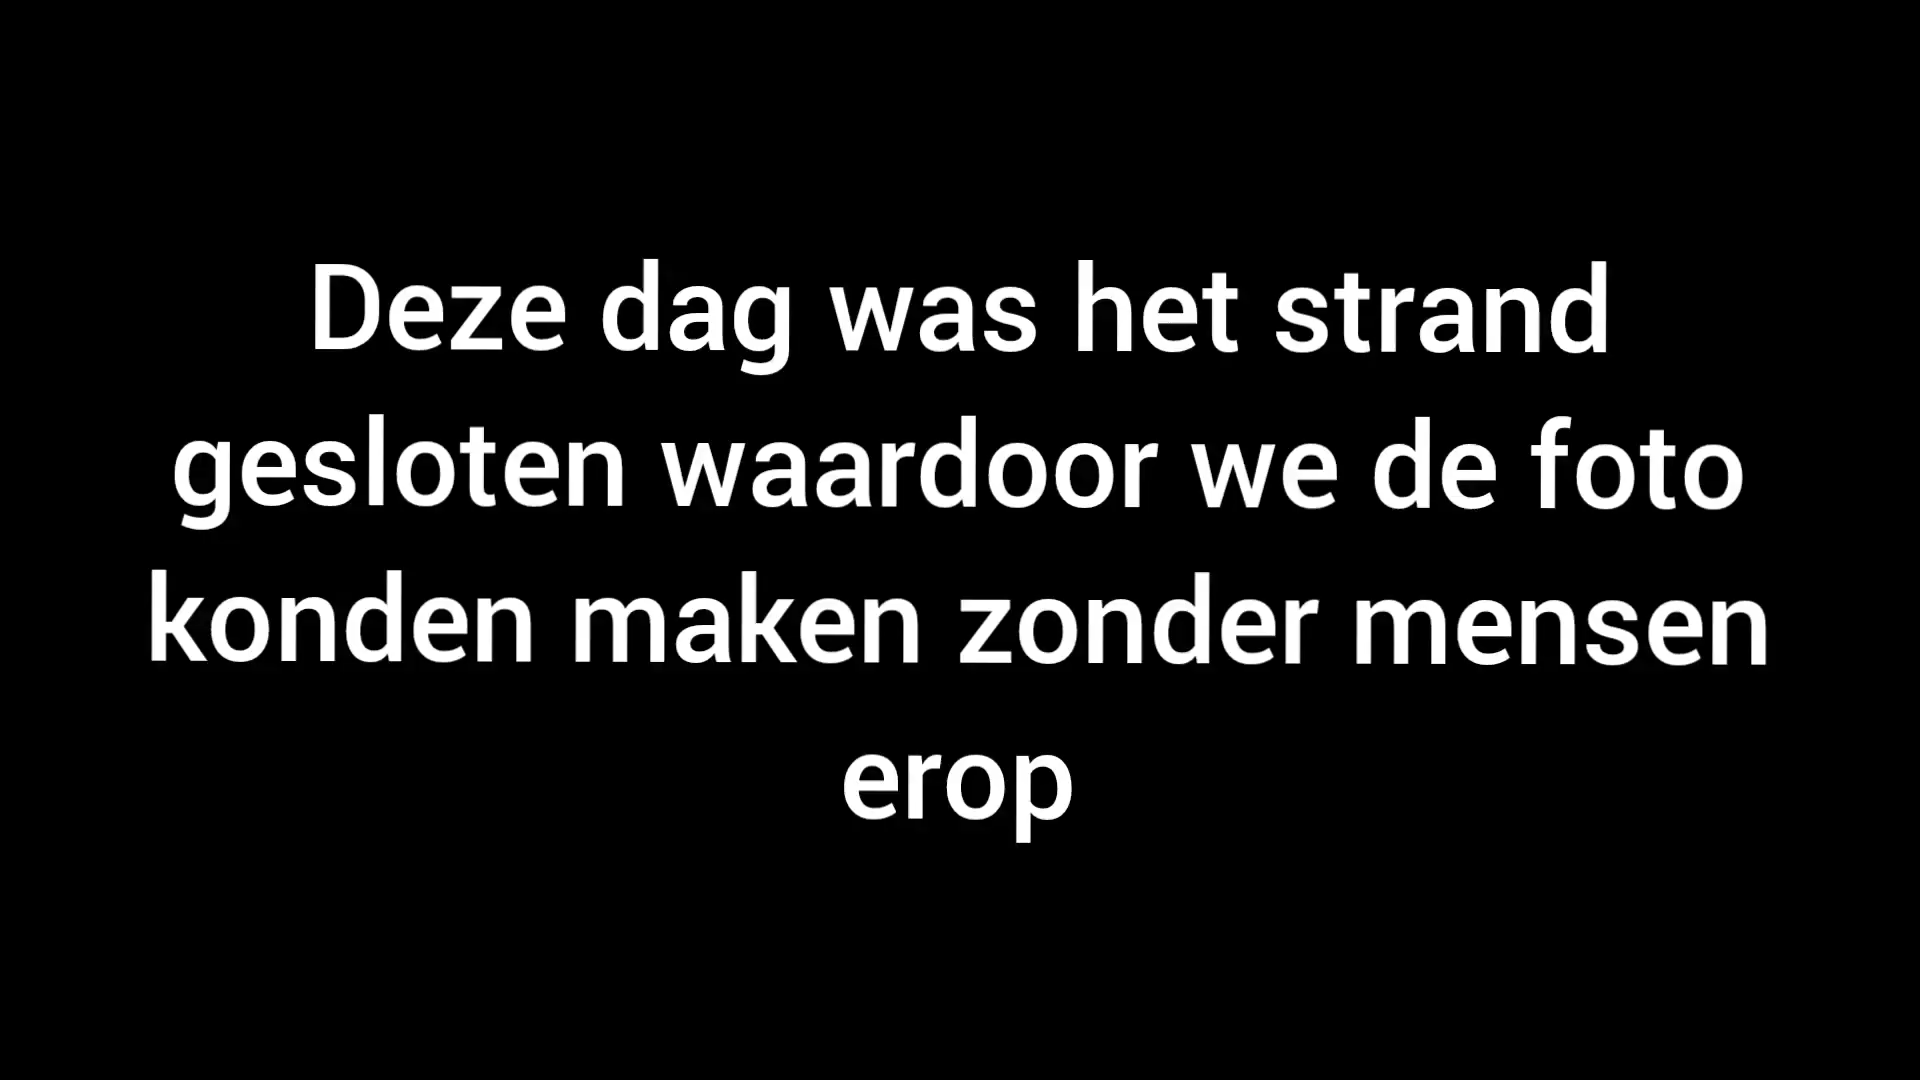 Deze dag was het strand
gesloten waardoor we de foto
konden maken zonder mensen
erop